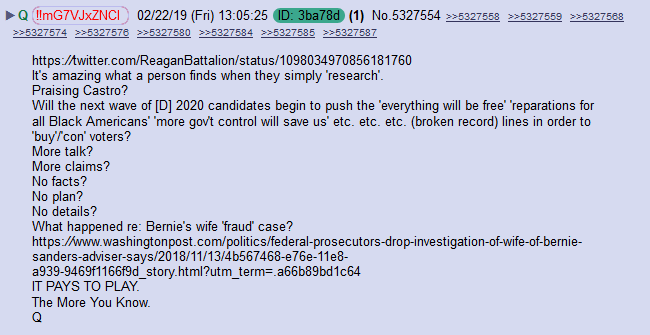 ▶ Q !!mG7VJxZNCI 02/22/19 (Fri) 13:05:25 ID: 3ba78d (1) No.5327554 >>5327558 >>5327559 >>5327568
>>5327574 >>5327576 >>5327580 >>5327584 >>5327585 >>5327587
https://twitter.com/ReaganBattalion/status/1098034970856181760
It's amazing what a person finds when they simply 'research'.
Praising Castro?
Will the next wave of [D] 2020 candidates begin to push the 'everything will be free' 'reparations for
all Black Americans' 'more gov't control will save us' etc. etc. etc. (broken record) lines in order to
'buy'/'con' voters?
More talk?
More claims?
No facts?
No plan?
No details?
What happened re: Bernie's wife 'fraud' case?
https://www.washingtonpost.com/politics/federal-prosecutors-drop-investigation-of-wife-of-bernie-
sanders-adviser-says/2018/11/13/4b567468-e76e-11e8-
a939-9469f1166f9d_story.html?utm_term=.a66b89bd1c64
IT PAYS TO PLAY.
The More You Know.
Q